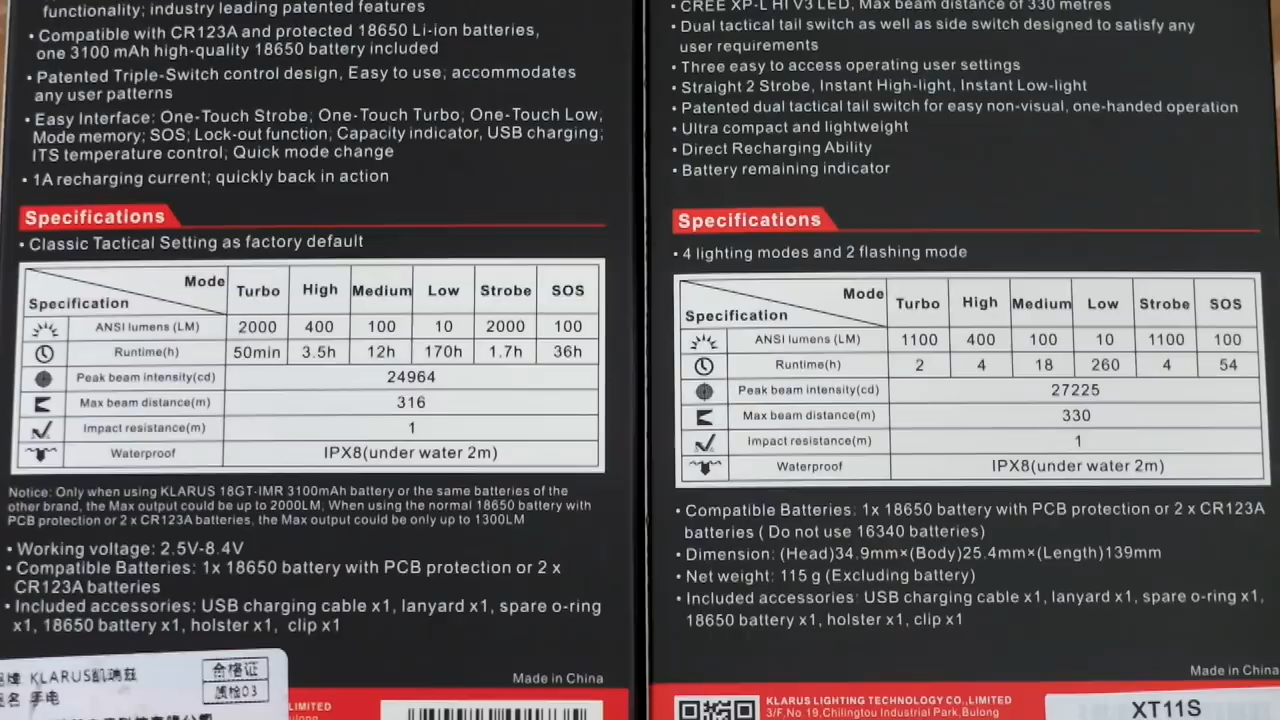 functionality; industry leading patented features
• Compatible with CR123A and protected 18650 Li-ion batteries,
one 3100 mAh high-quality 18650 battery included
• Patented Triple-Switch control design, Easy to use, accommodates
any user patterns
• Easy Interface: One-Touch Strobe; One-Touch Turbo; One-Touch Low,
Mode memory; SOS; Lock-out function; Capacity indicator, USB charging;
ITS temperature control; Quick mode change
• 1A recharging current; quickly back in action
Specifications
• Classic Tactical Setting as factory default
Mode Turbo High Medium Low Strobe SOS
Specification
ANSI lumens (LM) 2000 400 100 10 2000 100
Runtime(h) 50min 3.5h 12h 170h 1.7h 36h
Peak beam intensity(cd) 24964
Max beam distance(m) 316
Impact resistance(m) 1
Waterproof IPX8(under water 2m)
Notice: Only when using KLARUS 18GT-IMR 3100mAh battery or the same batteries of the
other brand, the Max output could be up to 2000LM, When using the normal 18650 battery with
PCB protection or 2 x CR123A batteries, the Max output could be only up to 1300LM
• Working voltage: 2.5V-8.4V
• Compatible Batteries: 1x 18650 battery with PCB protection or 2 x
CR123A batteries
• Included accessories: USB charging cable x1, lanyard x1, spare o-ring
x1, 18650 battery x1, holster x1, clip x1
Made in China
KLARUS凯瑞兹
手电
合格证
质检03
LIMITED
• CREE XP-L HI V3 LED, Max beam distance of 330 metres
• Dual tactical tail switch as well as side switch designed to satisfy any
user requirements
• Three easy to access operating user settings
• Straight 2 Strobe, Instant High-light, Instant Low-light
• Patented dual tactical tail switch for easy non-visual, one-handed operation
• Ultra compact and lightweight
• Direct Recharging Ability
• Battery remaining indicator
Specifications
• 4 lighting modes and 2 flashing mode
Mode Turbo High Medium Low Strobe SOS
Specification
ANSI lumens (LM) 1100 400 100 10 1100 100
Runtime(h) 2 4 18 260 4 54
Peak beam intensity(cd) 27225
Max beam distance(m) 330
Impact resistance(m) 1
Waterproof IPX8(under water 2m)
• Compatible Batteries: 1x 18650 battery with PCB protection or 2 x CR123A
batteries ( Do not use 16340 batteries)
• Dimension: (Head)34.9mm×(Body)25.4mm×(Length)139mm
• Net weight: 115 g (Excluding battery)
• Included accessories: USB charging cable x1, lanyard x1, spare o-ring x1,
18650 battery x1, holster x1, clip x1
Made in China
KLARUS LIGHTING TECHNOLOGY CO.,LIMITED
3/F,No 19,Chilingtou Industrial Park,Bulong
XT11S